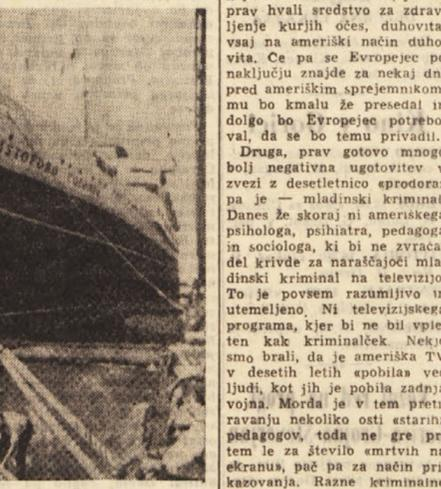 prav hvali sredstvo za zdrav
ljenje kurjih očes, duhovita
vsaj na ameriški način duho
vita. Ce pa se Evropejec po
naključju znajde za nekaj dn
pred ameriškim sprejemnikom
mu bo kmalu že presedal in
dolgo bo Evropejec potrebo
val, da se bo temu privadil.
Druga, prav gotovo mnogo
bolj negativna ugotovitev v
zvezi z desetletnico «prodora
pa je — mladinski kriminal
Danes že skoraj ni ameriškega
psihologa, psihiatra, pedagoga
in sociologa, ki bi ne zvračal
del krivde za naraščajoči mla
dinski kriminal na televizijo
To je povsem razumljivo in
utemeljeno. Ni televizijskega
programa, kjer bi ne bil vple
ten kak kriminalček. Nekje
smo brali, da je ameriška TV
v desetih letih «pobila» več
ljudi, kot jih je pobila zadnja
vojna. Morda je v tem preti
ravanju nekoliko osti «starih
pedagogov, toda ne gre pri
tem le za število «mrtvih na
ekranu», pač pa za način pri
kazovanja. Razne kriminalne